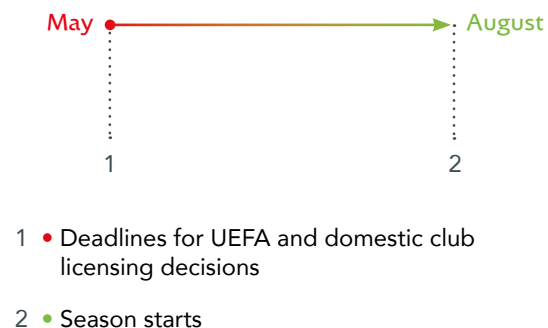 May August
1 2
1 • Deadlines for UEFA and domestic club
licensing decisions
2 • Season starts